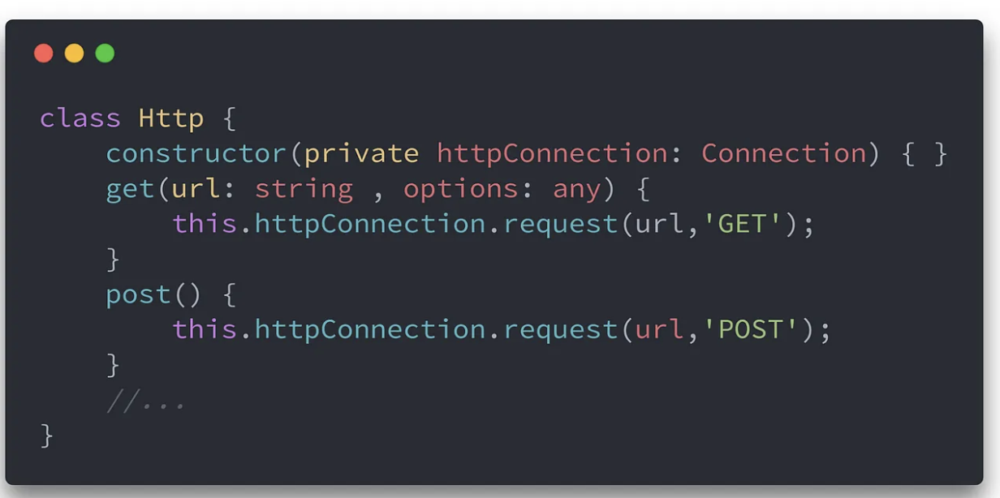 class Http {
    constructor(private httpConnection: Connection) { }
    get(url: string , options: any) {
        this.httpConnection.request(url,'GET');
    }
    post() {
        this.httpConnection.request(url,'POST');
    }
    //...
}